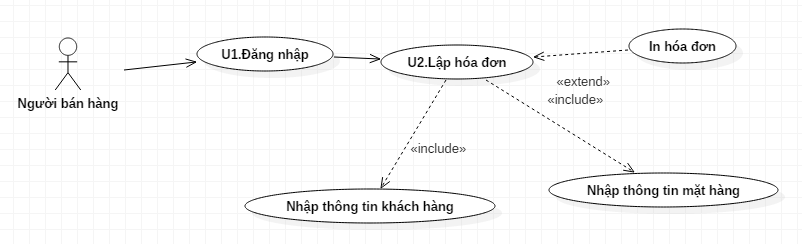 In hóa đơn
U1.Đăng nhập
U2.Lập hóa đơn
«extend»
«include»
Người bán hàng
«include»
Nhập thông tin mặt hàng
Nhập thông tin khách hàng